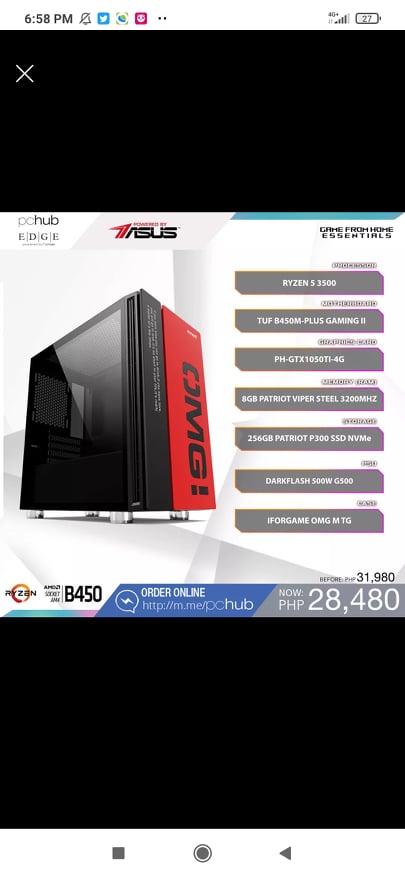 6:58 PM
4G+
27
pchub
E|D|G|E
POWERED BY
ASUS
GAME FROM HOME
ESSENTIALS
PROCESSOR
RYZEN 5 3500
MOTHERBOARD
TUF B450M-PLUS GAMING II
GRAPHICS CARD
PH-GTX1050TI-4G
MEMORY (RAM)
8GB PATRIOT VIPER STEEL 3200MHZ
STORAGE
256GB PATRIOT P300 SSD NVMe
PSU
DARKFLASH 500W G500
CASE
IFORGAME OMG M TG
OMG!
BEFORE: PHP 31,980
RYZEN
AMD
SOCKET
AM4
B450
ORDER ONLINE
http://m.me/pchub
NOW:
PHP 28,480